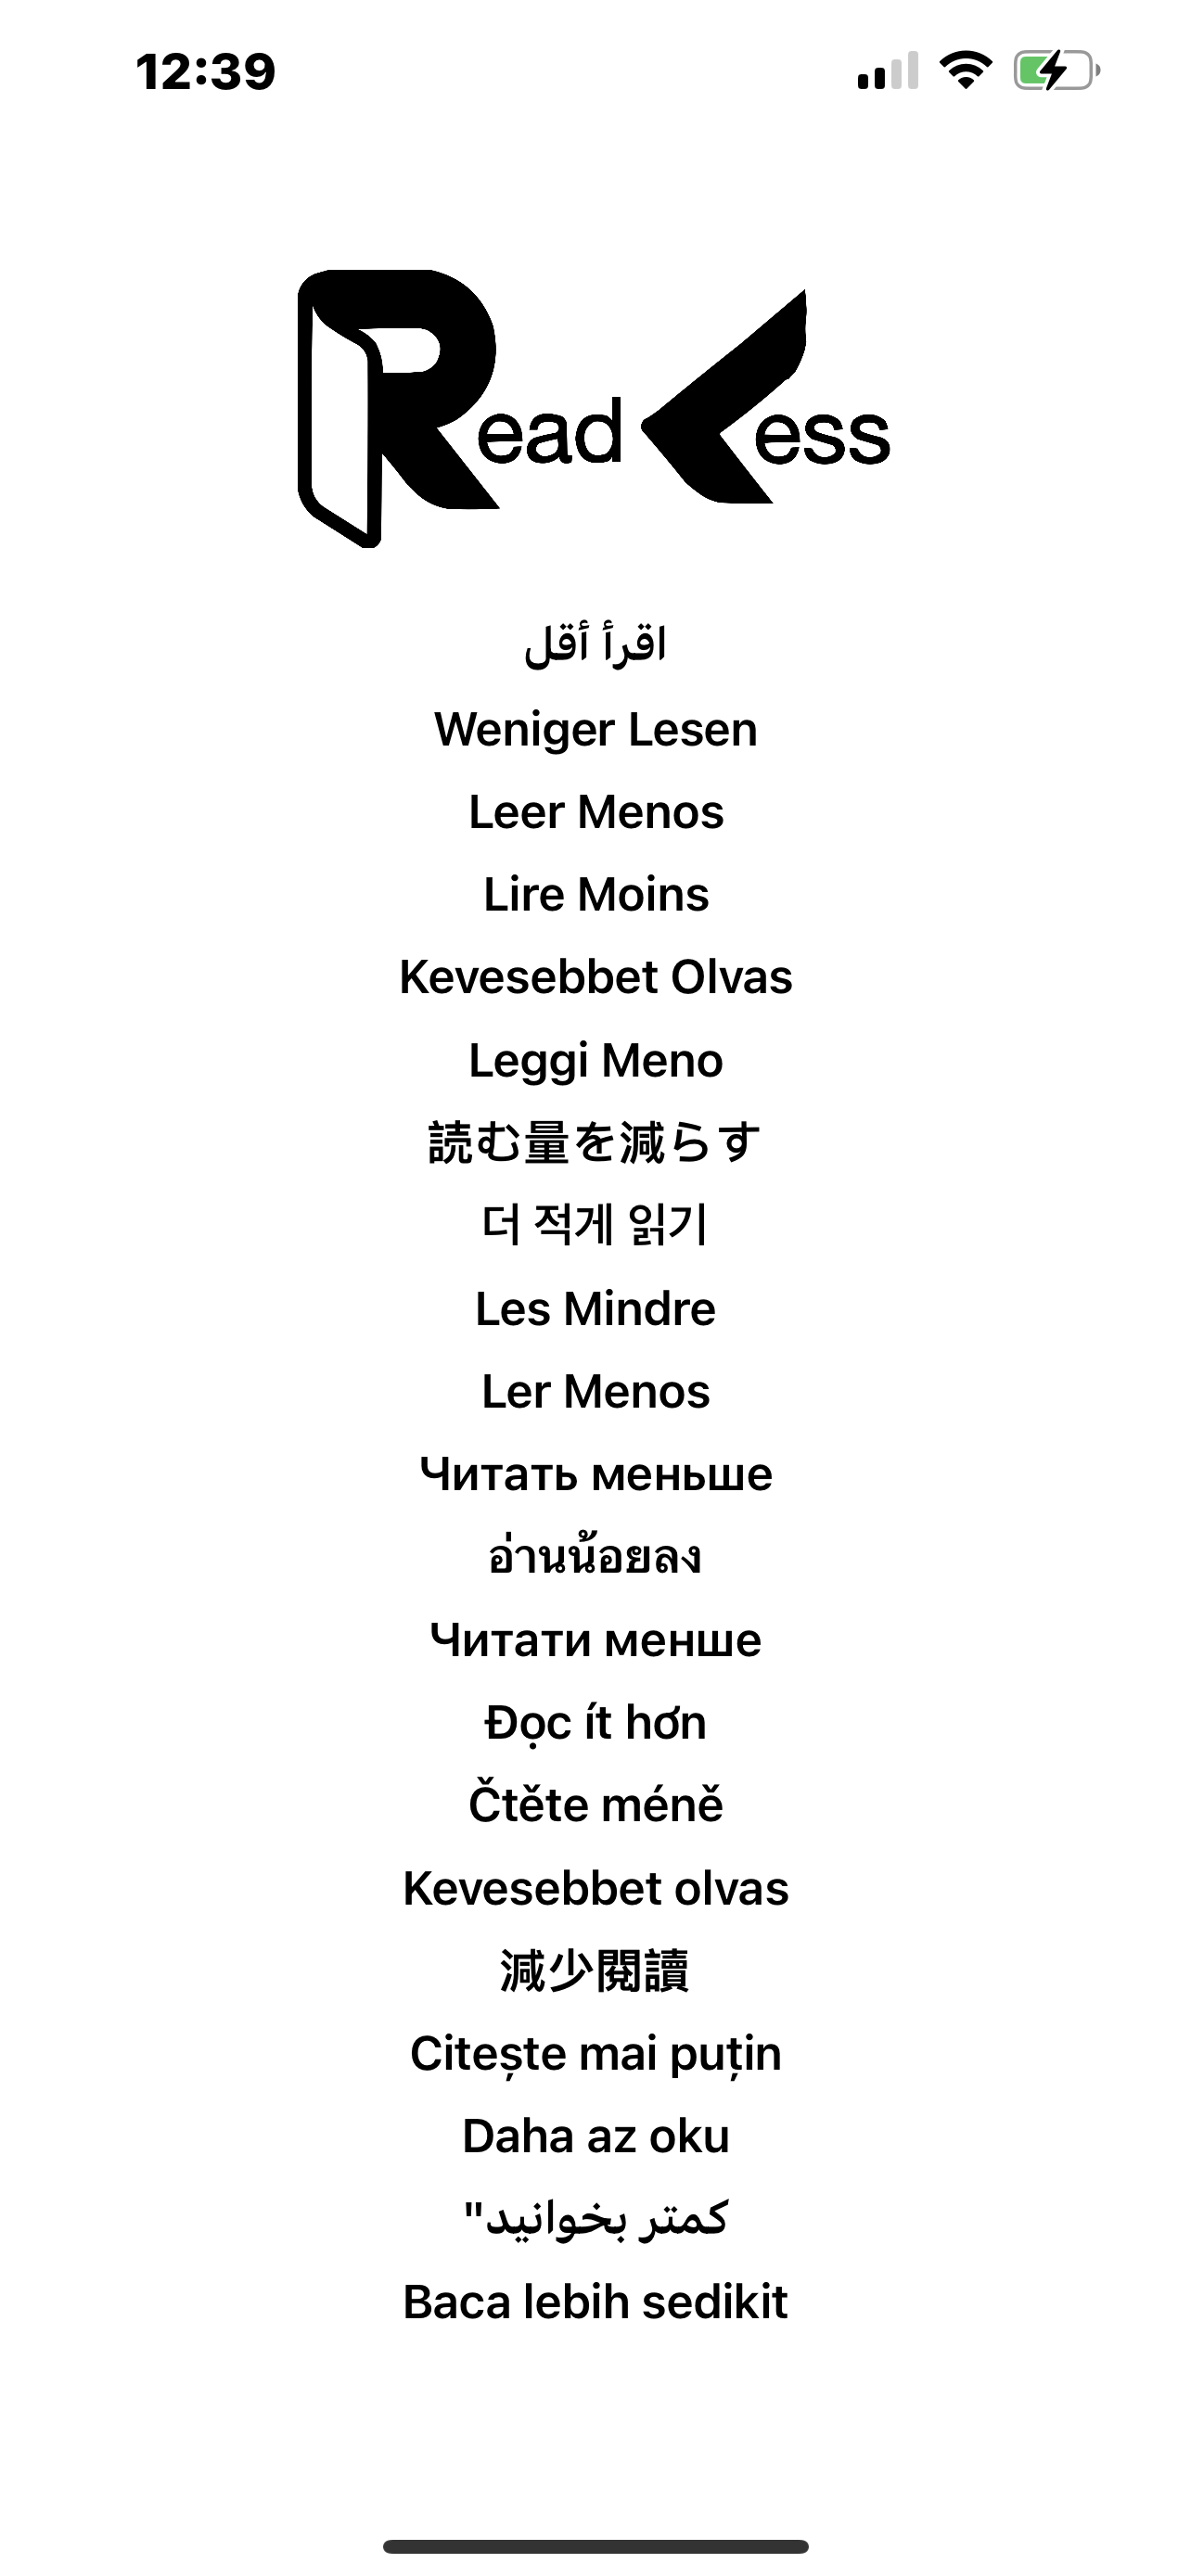 12:39
Read Less
اقرأ أقل
Weniger Lesen
Leer Menos
Lire Moins
Kevesebbet Olvas
Leggi Meno
読む量を減らす
더 적게 읽기
Les Mindre
Ler Menos
Читать меньше
อ่านน้อยลง
Читати менше
Đọc ít hơn
Čtěte méně
Kevesebbet olvas
減少閱讀
Citește mai puțin
Daha az oku
کمتر بخوانید"
Baca lebih sedikit